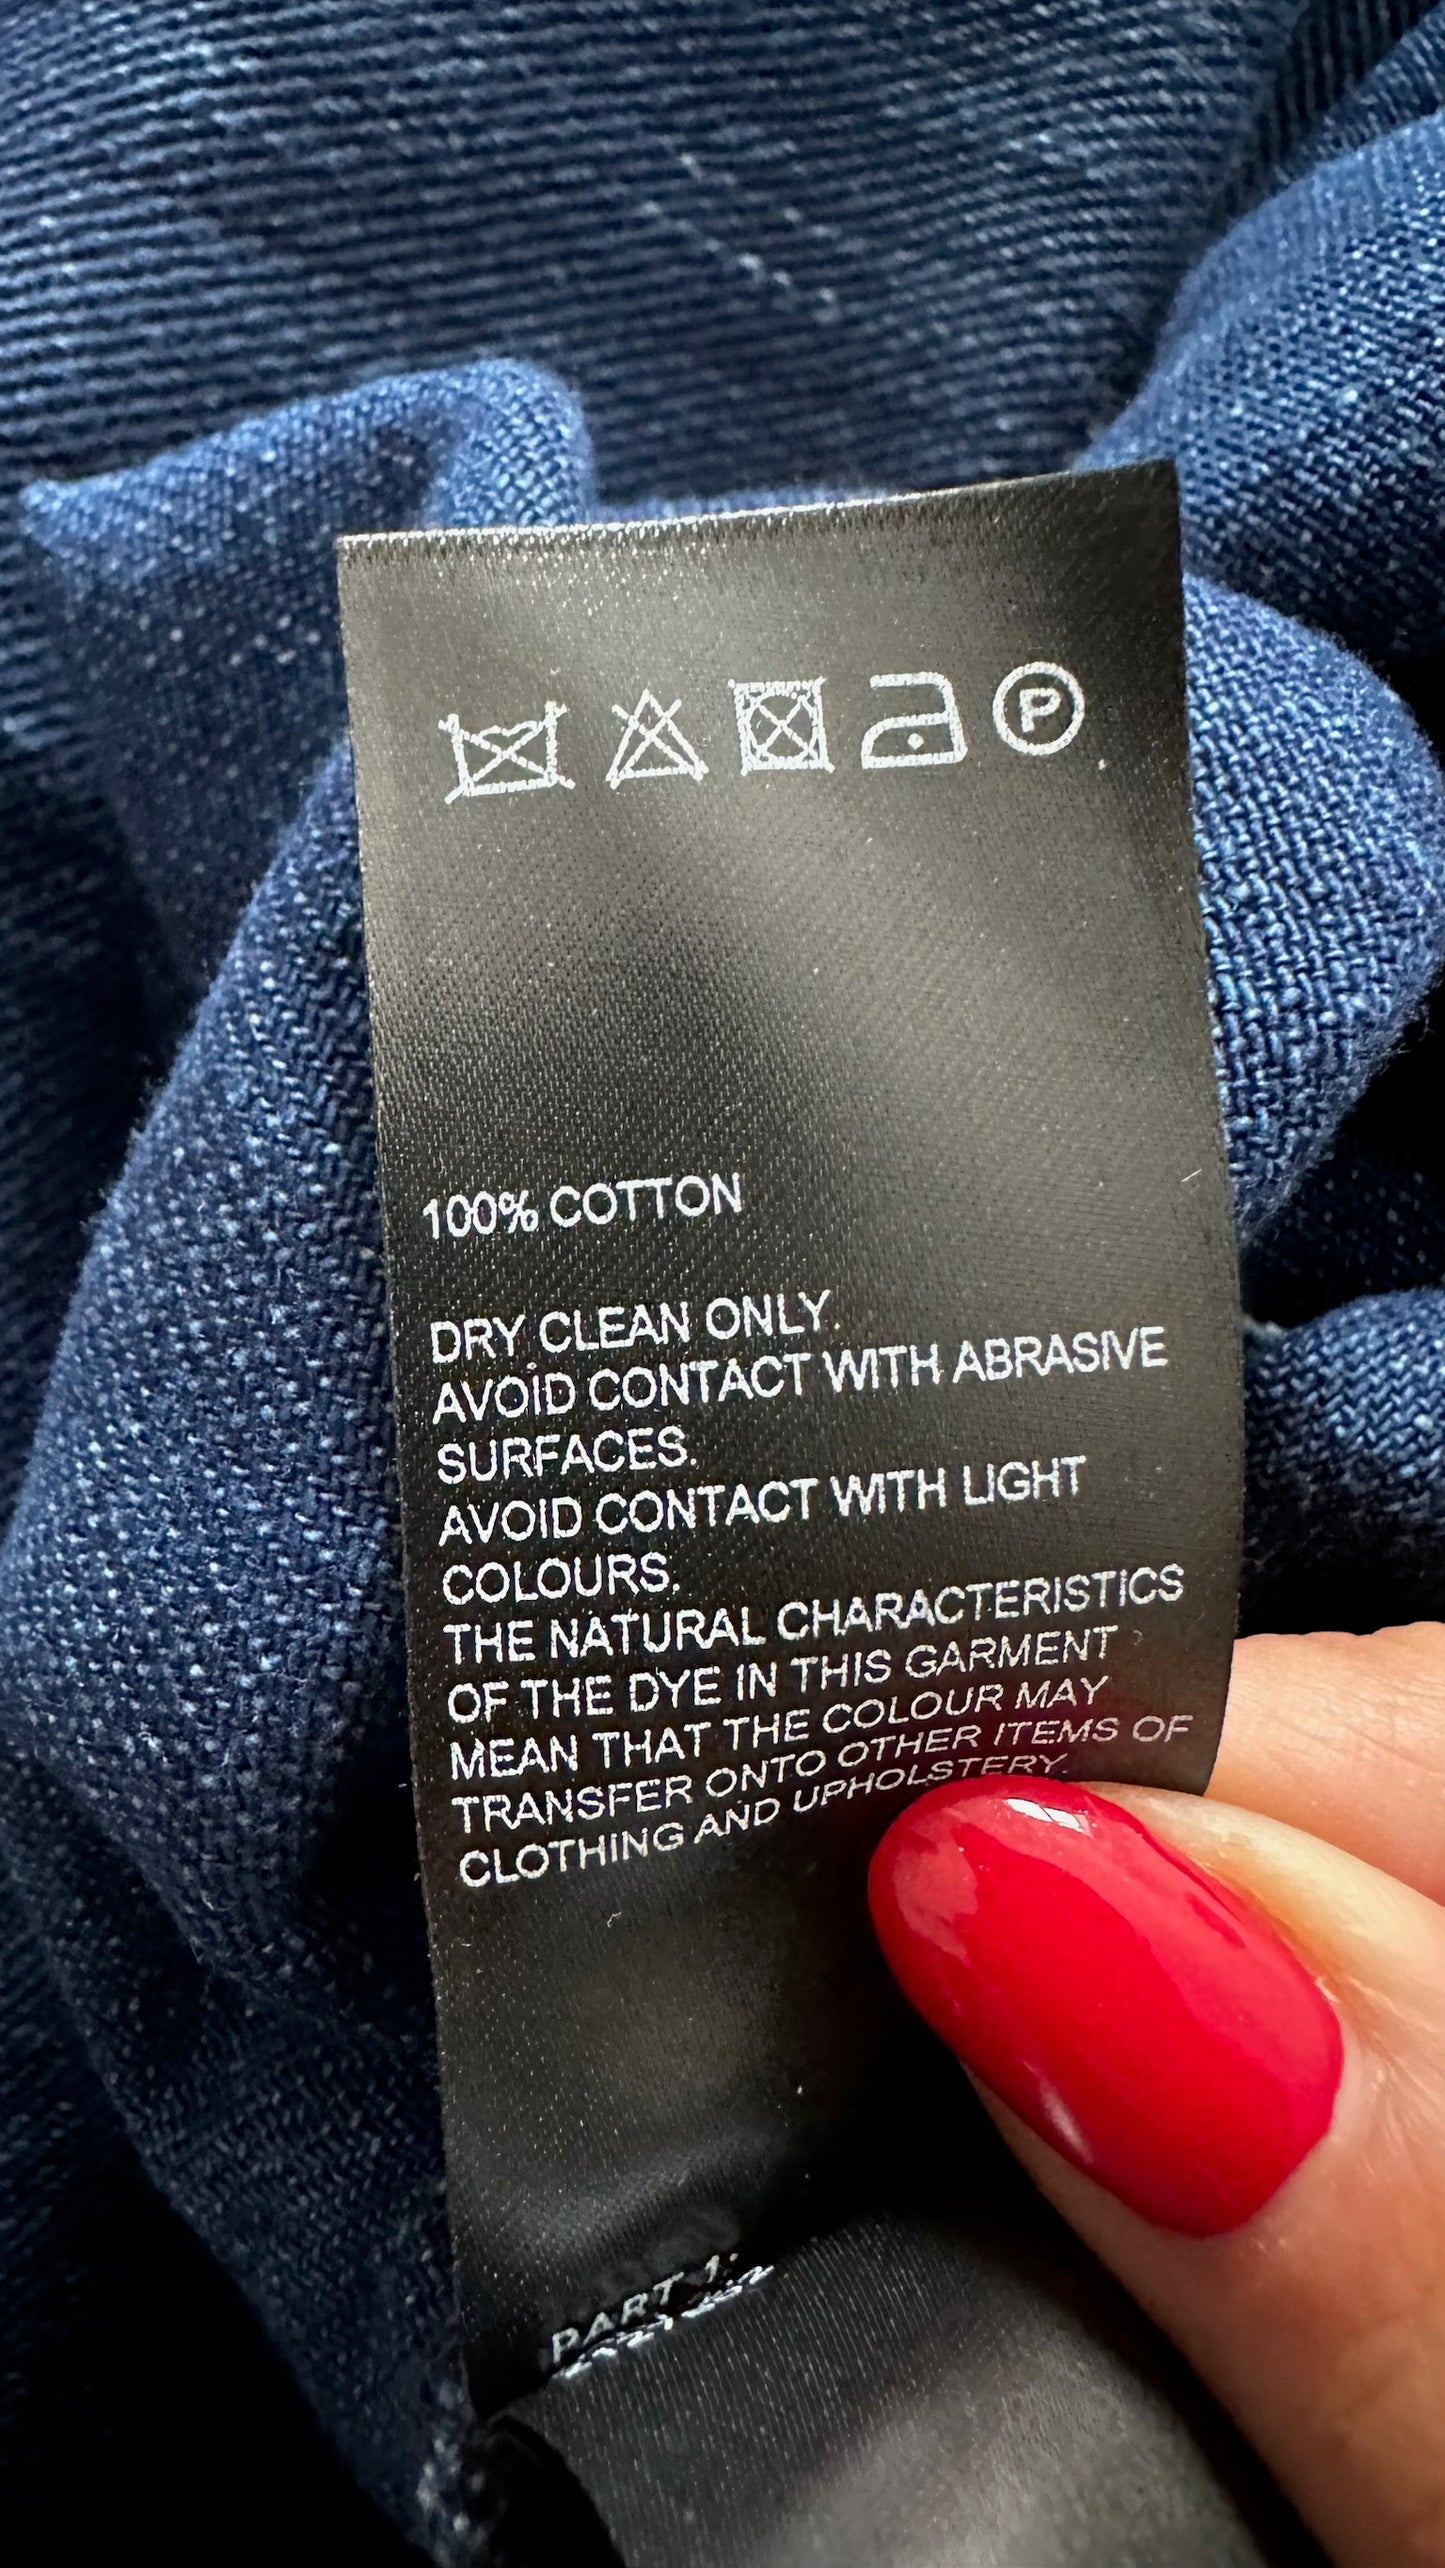 P
100% COTTON
DRY CLEAN ONLY.
AVOID CONTACT WITH ABRASIVE
SURFACES.
AVOID CONTACT WITH LIGHT
COLOURS.
THE NATURAL CHARACTERISTICS
OF THE DYE IN THIS GARMENT
MEAN THAT THE COLOUR MAY
TRANSFER ONTO OTHER ITEMS OF
CLOTHING AND UPHOLSTERY.
PART 1: